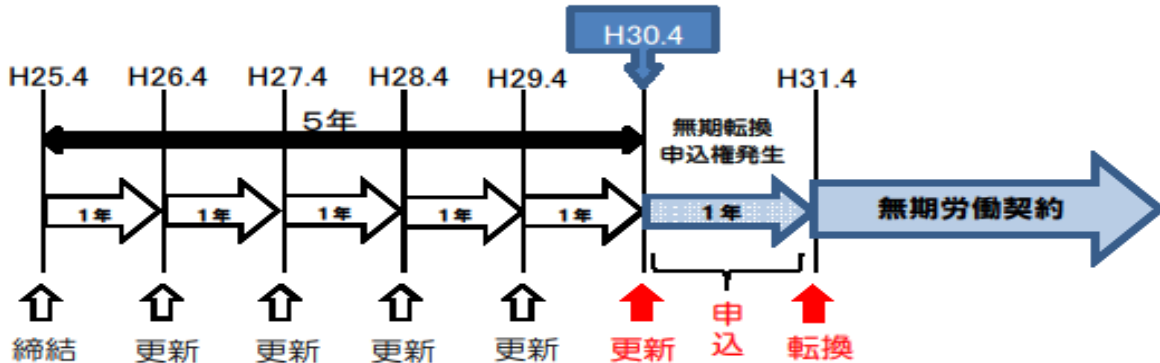 H30.4
H25.4 H26.4 H27.4 H28.4 H29.4 H31.4
5年
無期転換
申込権発生
1年 1年 1年 1年 1年 1年 無期労働契約
締結 更新 更新 更新 更新 更新 申込 転換